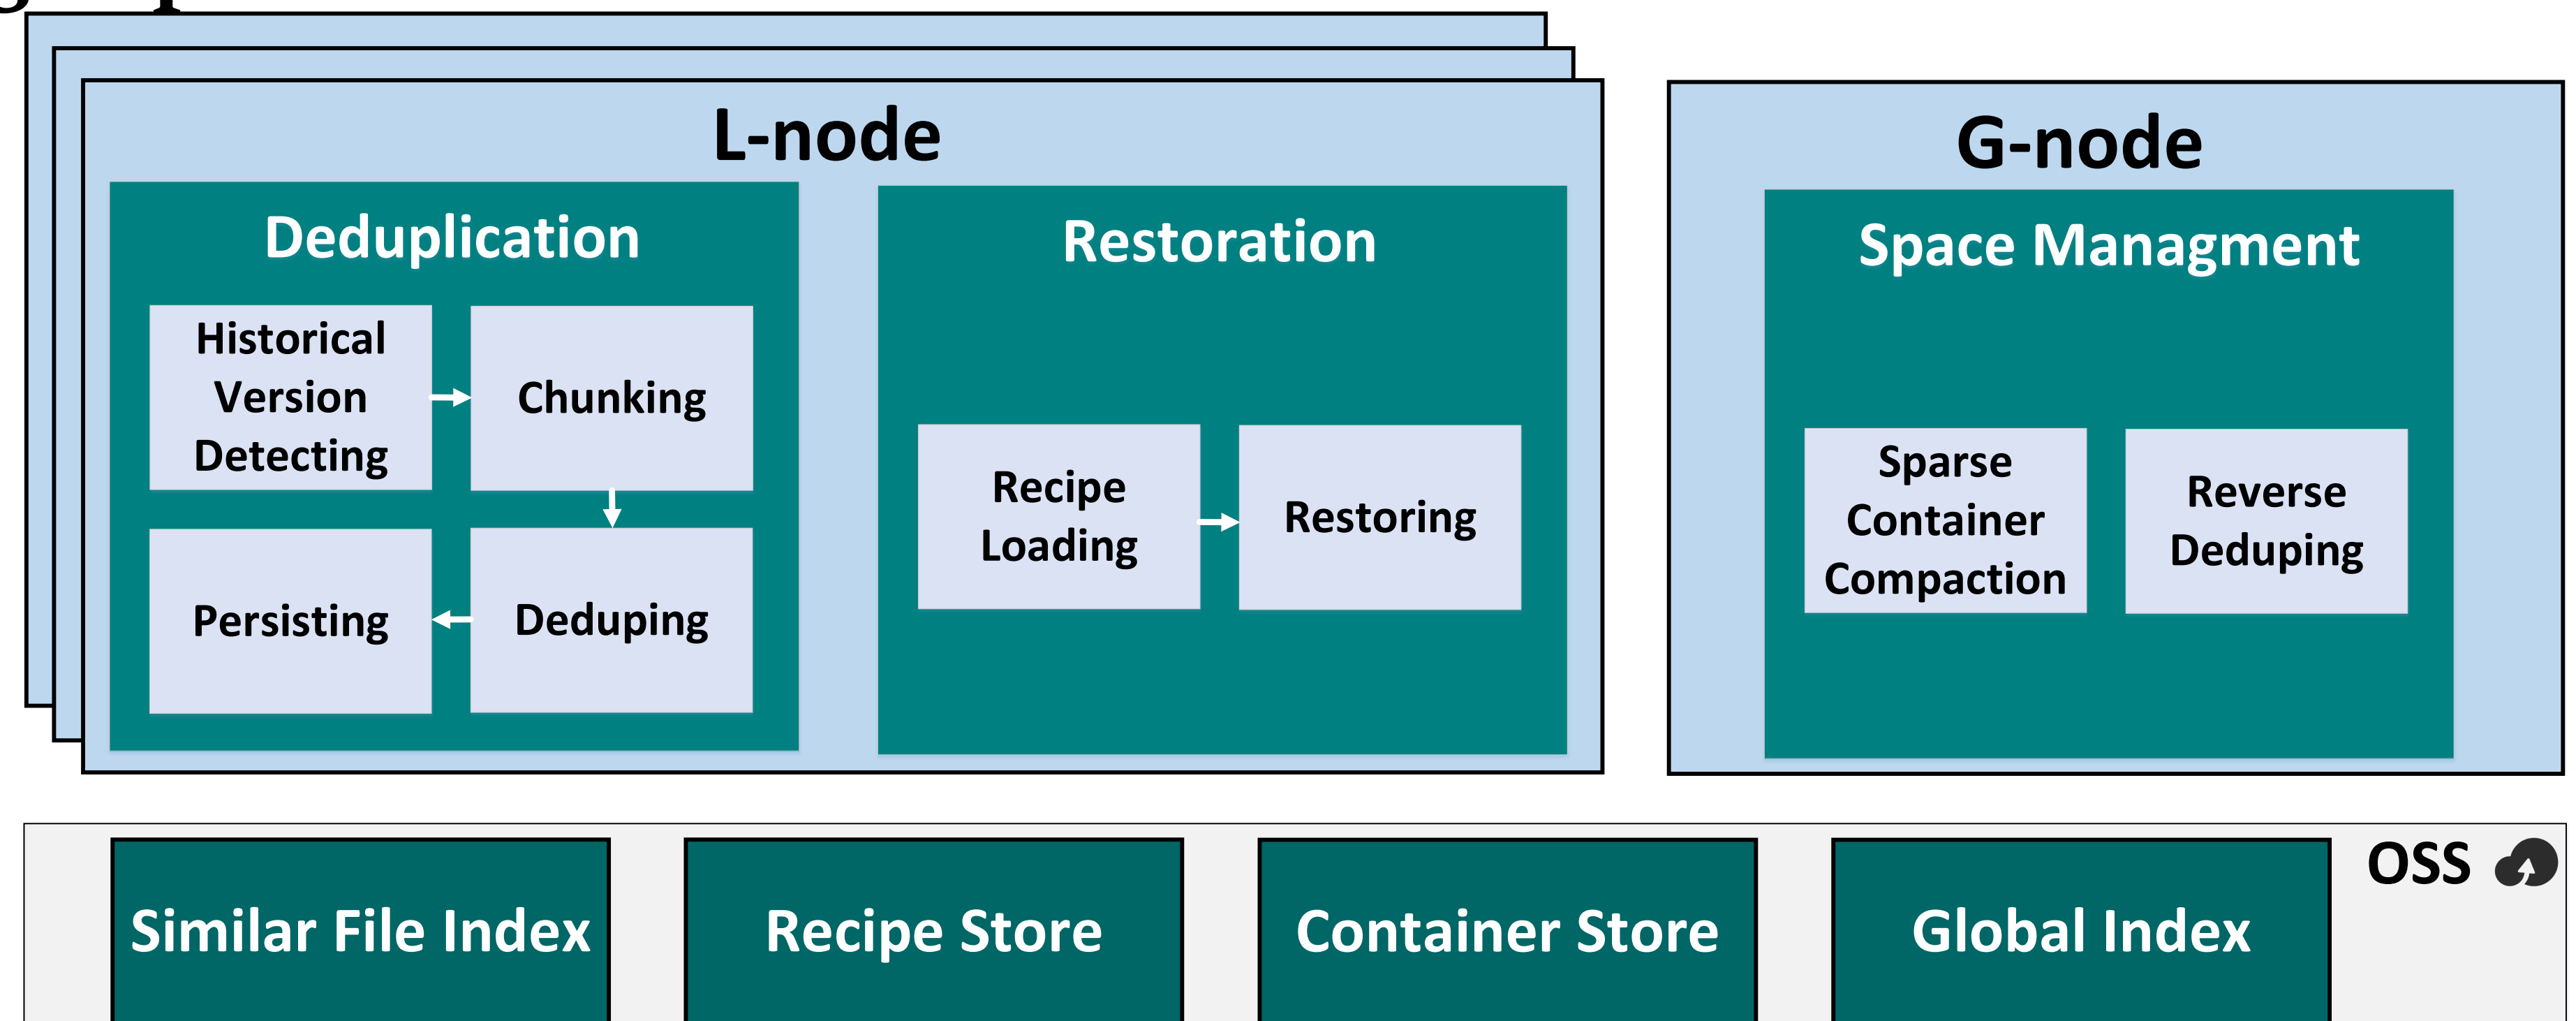 L-node
Deduplication
Historical
Version
Detecting
Chunking
Persisting
Deduping
Restoration
Recipe
Loading
Restoring
G-node
Space Managment
Sparse
Container
Compaction
Reverse
Deduping
OSS
Similar File Index
Recipe Store
Container Store
Global Index